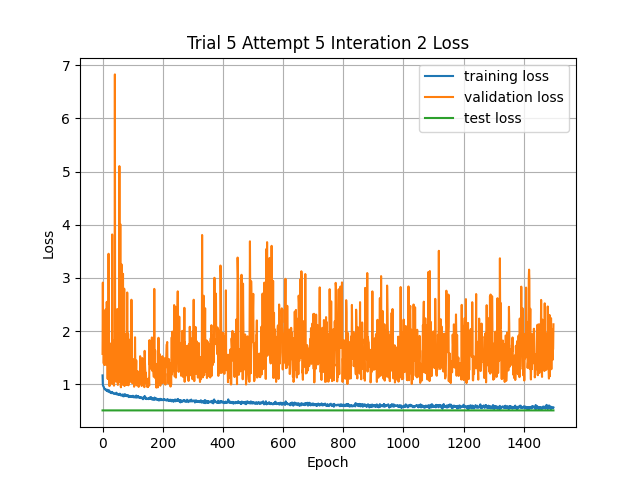 Trial 5 Attempt 5 Interation 2 Loss
training loss
validation loss
test loss
Loss
7
6
5
4
3
2
1
0 200 400 600 800 1000 1200 1400
Epoch